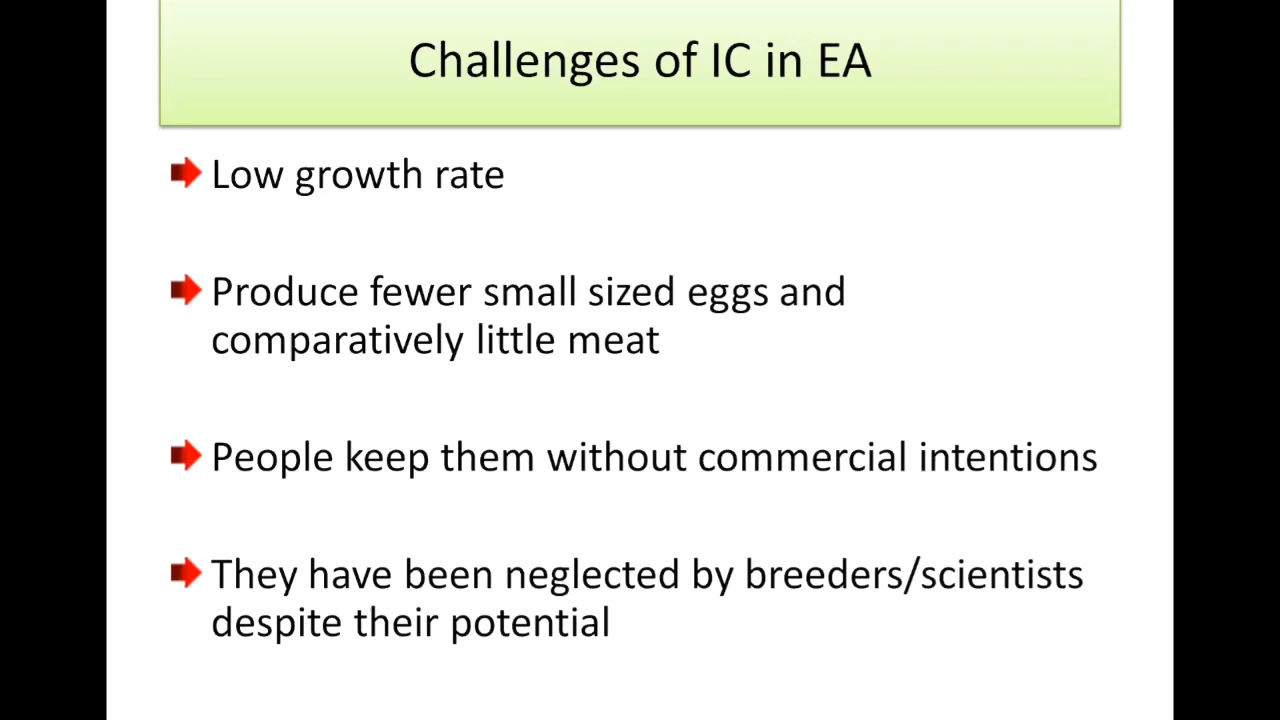 Challenges of IC in EA
Low growth rate
Produce fewer small sized eggs and
comparatively little meat
People keep them without commercial intentions
They have been neglected by breeders/scientists
despite their potential